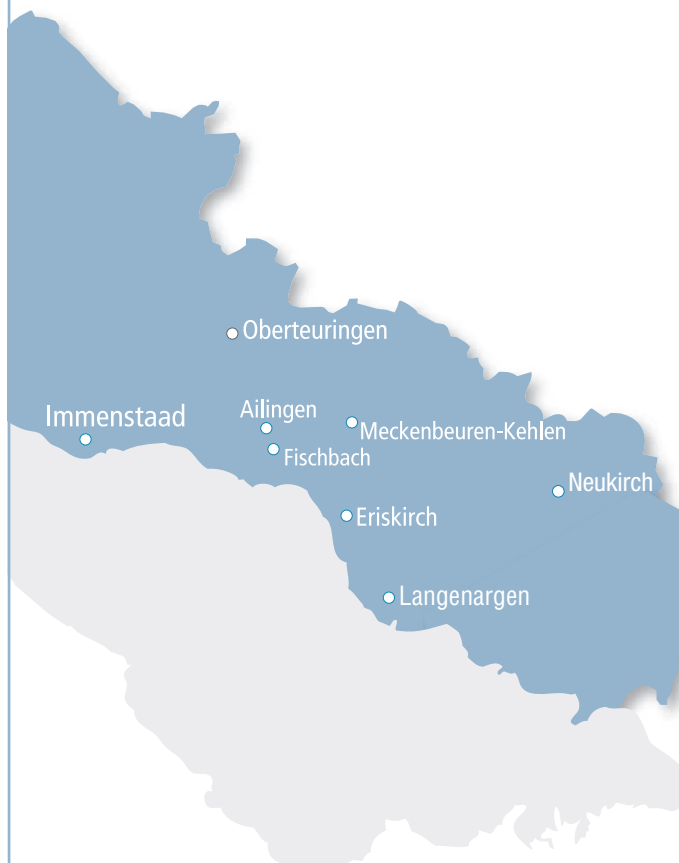 Oberteuringen
Immenstaad
Ailingen
Meckenbeuren-Kehlen
Fischbach
Neukirch
Eriskirch
Langenargen